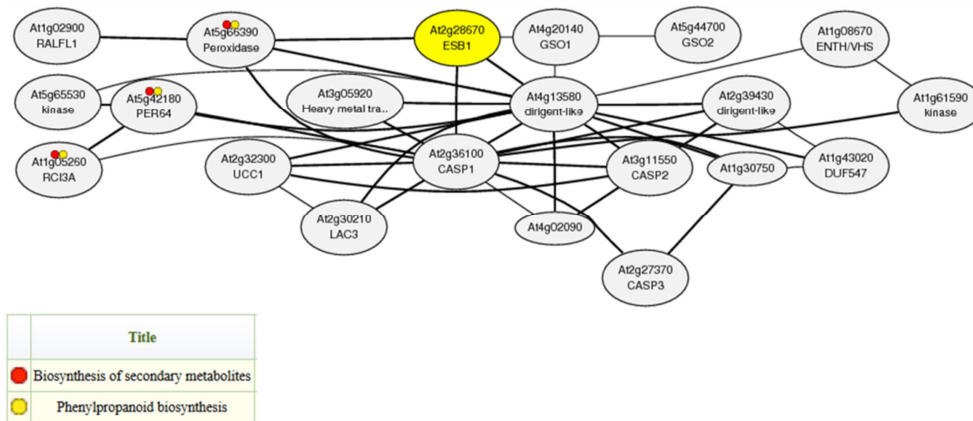 At1g02900
RALFL1
At5g66390
Peroxidase
At2g28670
ESB1
At4g20140
GSO1
At5g44700
GSO2
At1g08670
ENTH/VHS
At5g65530
kinase
At5g42180
PER64
At3g05920
Heavy metal tra..
At4g13580
dirigent-like
At2g39430
dirigent-like
At1g61590
kinase
At1g05260
RCI3A
At2g32300
UCC1
At2g36100
CASP1
At3g11550
CASP2
At1g30750
At1g43020
DUF547
At2g30210
LAC3
At4g02090
At2g27370
CASP3
Title
Biosynthesis of secondary metabolites
Phenylpropanoid biosynthesis